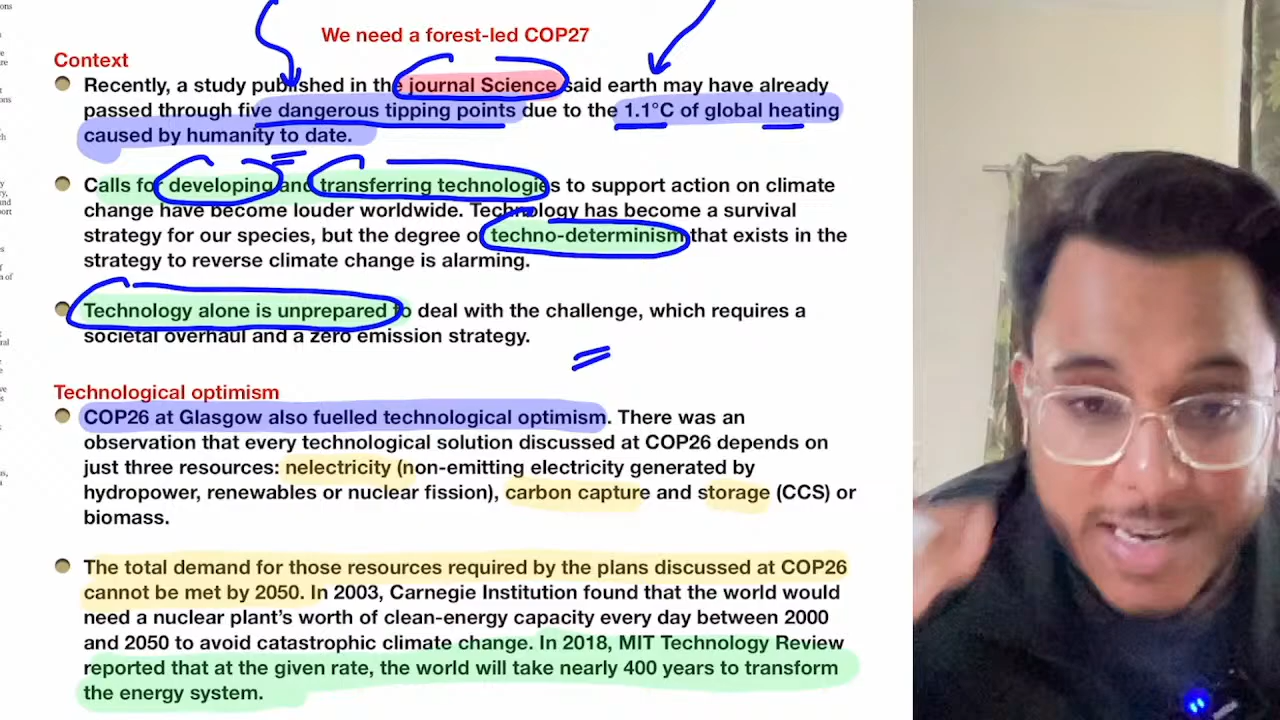 We need a forest-led COP27
Context
Recently, a study published in the journal Science said earth may have already
passed through five dangerous tipping points due to the 1.1°C of global heating
caused by humanity to date.
Calls for developing and transferring technologies to support action on climate
change have become louder worldwide. Technology has become a survival
strategy for our species, but the degree of techno-determinism that exists in the
strategy to reverse climate change is alarming.
Technology alone is unprepared to deal with the challenge, which requires a
societal overhaul and a zero emission strategy.
Technological optimism
COP26 at Glasgow also fuelled technological optimism. There was an
observation that every technological solution discussed at COP26 depends on
just three resources: nelectricity (non-emitting electricity generated by
hydropower, renewables or nuclear fission), carbon capture and storage (CCS) or
biomass.
The total demand for those resources required by the plans discussed at COP26
cannot be met by 2050. In 2003, Carnegie Institution found that the world would
need a nuclear plant's worth of clean-energy capacity every day between 2000
and 2050 to avoid catastrophic climate change. In 2018, MIT Technology Review
reported that at the given rate, the world will take nearly 400 years to transform
the energy system.